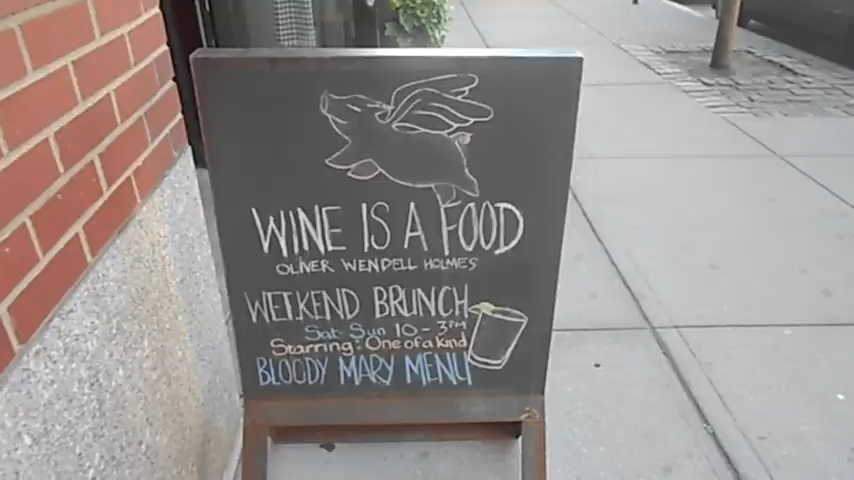 WINE IS A FOOD
OLIVER WENDELL HOLMES
WEEKEND BRUNCH
Sat-Sun 10-3PM
Starring: One of a kind
BLOODY MARY MENU